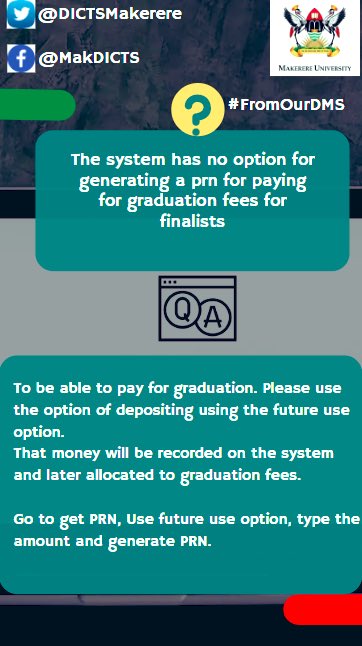 @DICTSMakerere
@MakDICTS
MAKERERE UNIVERSITY
?
#FromOurDMS
The system has no option for
generating a prn for paying
for graduation fees for
finalists
Q A
To be able to pay for graduation. Please use
the option of depositing using the future use
option.
That money will be recorded on the system
and later allocated to graduation fees.
Go to get PRN, Use future use option, type the
amount and generate PRN.